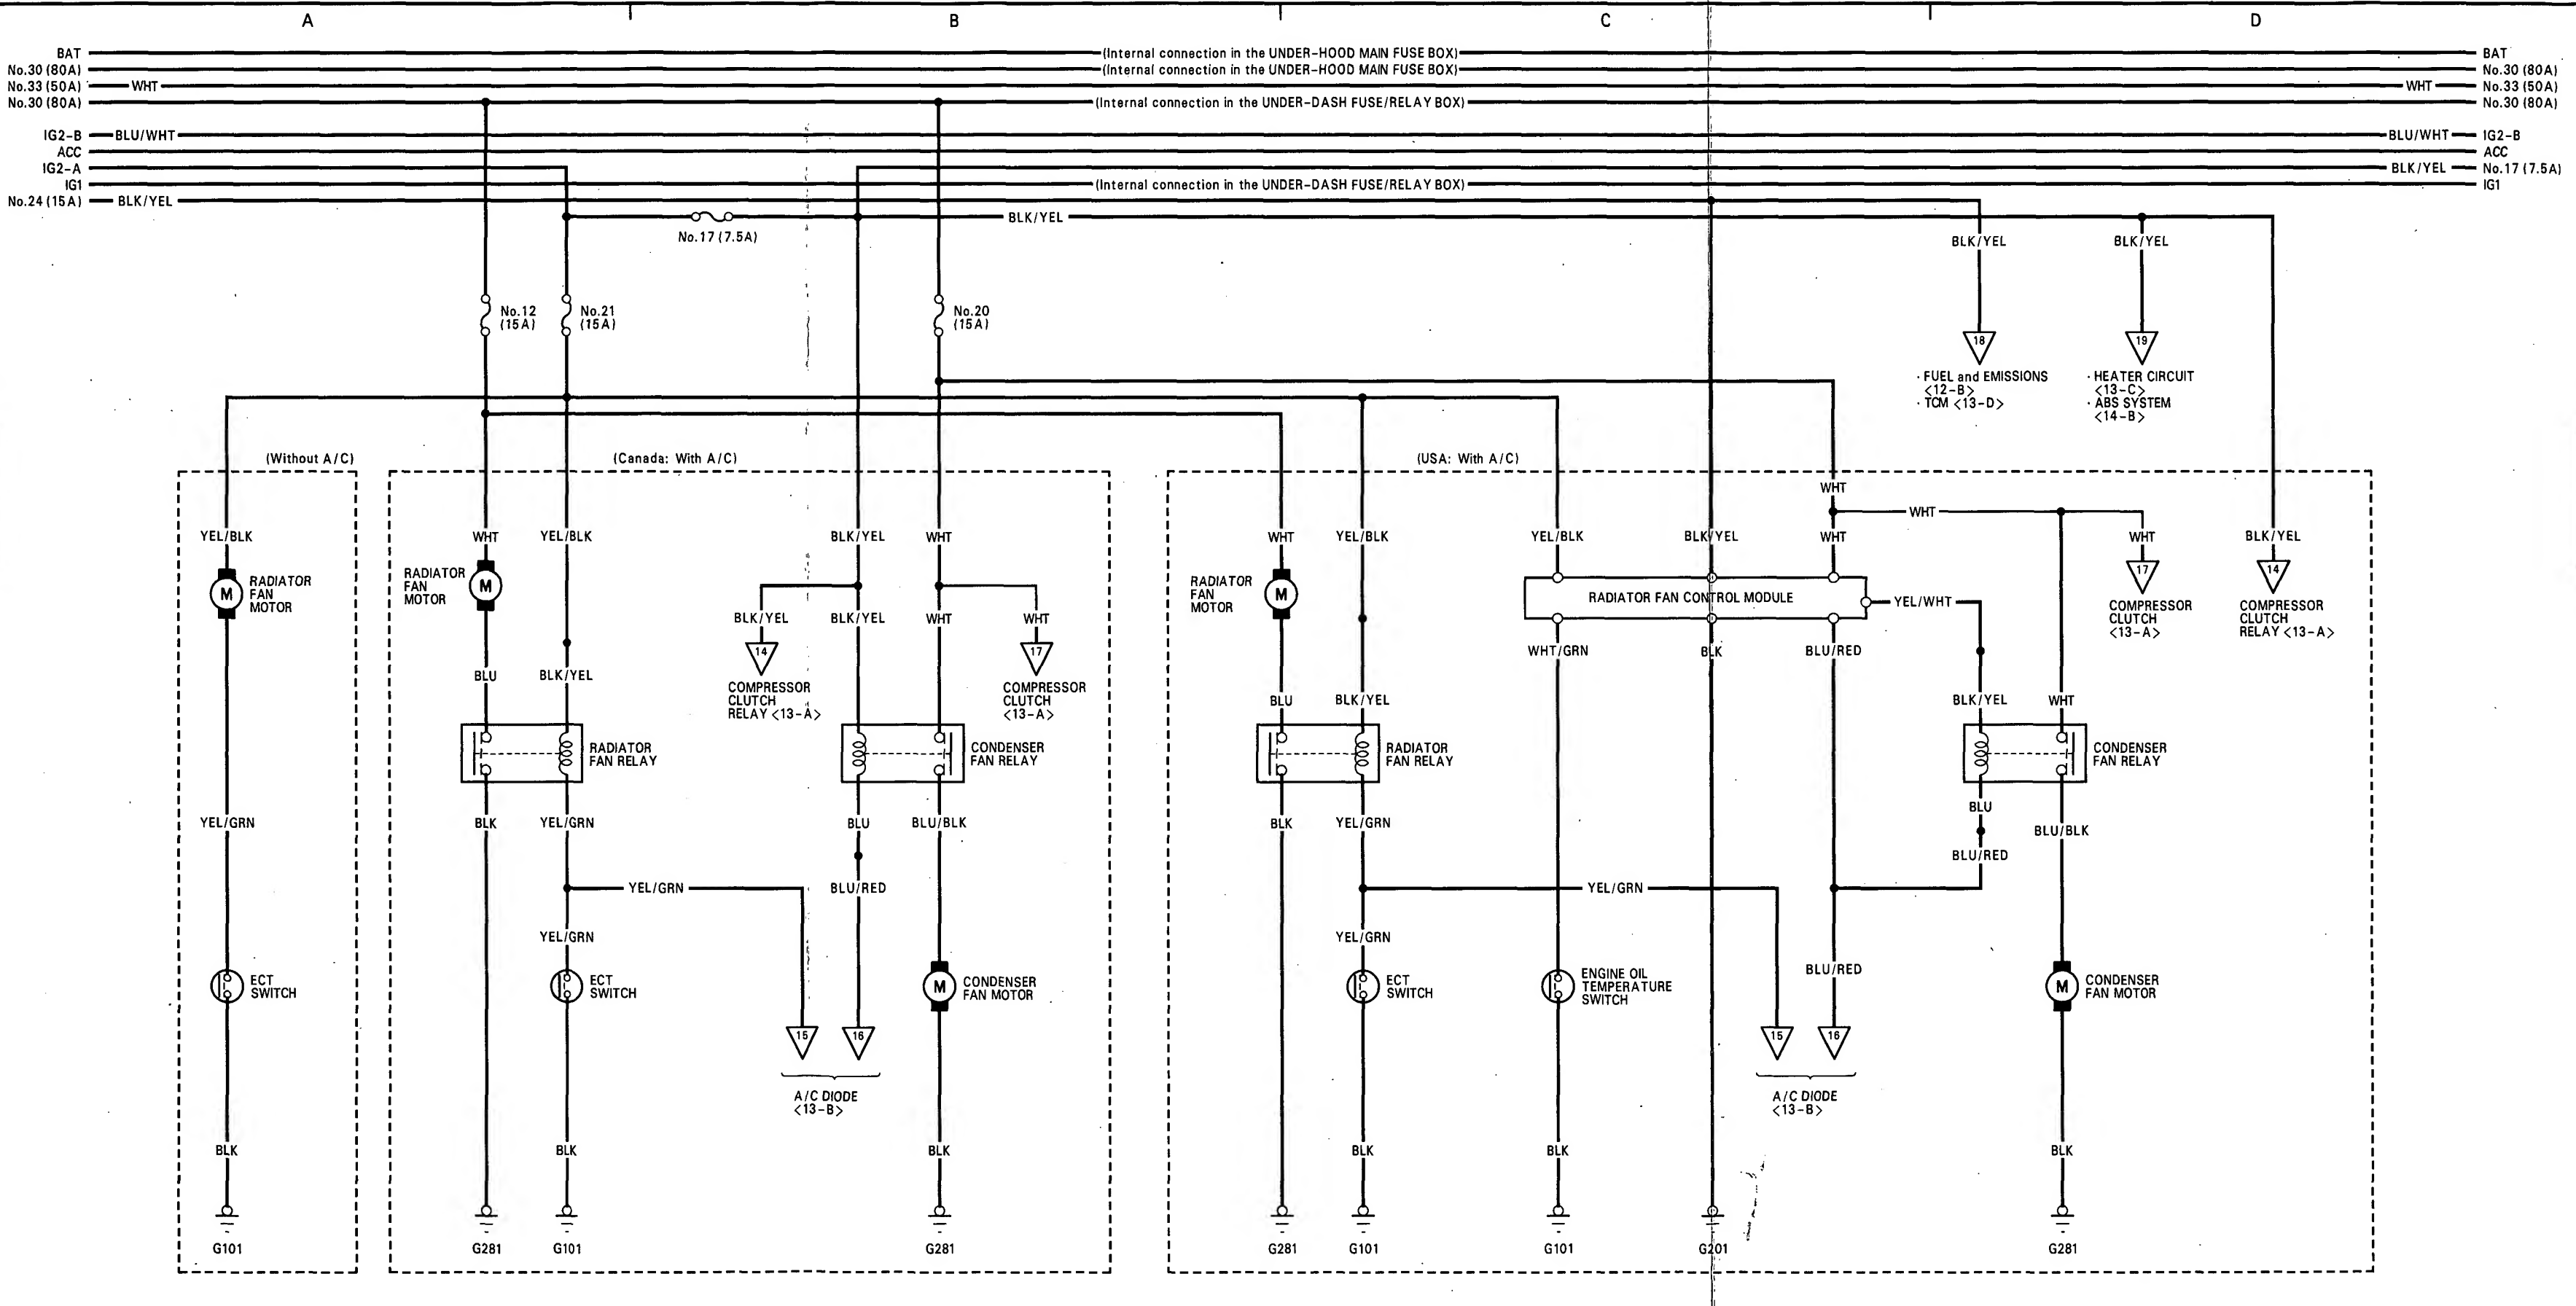 A
B
C
D
BAT (Internal connection in the UNDER-HOOD MAIN FUSE BOX) BAT
No.30 (80A) (Internal connection in the UNDER-HOOD MAIN FUSE BOX) No.30 (80A)
No.33 (50A) WHT WHT No.33 (50A)
No.30 (80A) (Internal connection in the UNDER-DASH FUSE/RELAY BOX) No.30 (80A)
IG2-B BLU/WHT BLU/WHT IG2-B
ACC ACC
IG2-A BLK/YEL No.17 (7.5A)
IG1 (Internal connection in the UNDER-DASH FUSE/RELAY BOX) IG1
No.24 (15A) BLK/YEL
BLK/YEL
No.17 (7.5A)
BLK/YEL
BLK/YEL
No.12
(15A)
No.21
(15A)
No.20
(15A)
18
· FUEL and EMISSIONS
<12-B>
· TCM <13-D>
19
· HEATER CIRCUIT
<13-C>
· ABS SYSTEM
<14-B>
(Without A/C)
YEL/BLK
RADIATOR
FAN
MOTOR
M
YEL/GRN
ECT
SWITCH
BLK
G101
(Canada: With A/C)
WHT
YEL/BLK
BLK/YEL
WHT
RADIATOR
FAN
MOTOR
M
BLK/YEL
BLK/YEL
WHT
WHT
14
COMPRESSOR
CLUTCH
RELAY <13-A>
17
COMPRESSOR
CLUTCH
<13-A>
BLU
BLK/YEL
RADIATOR
FAN RELAY
CONDENSER
FAN RELAY
BLK
YEL/GRN
BLU
BLU/BLK
YEL/GRN
BLU/RED
YEL/GRN
ECT
SWITCH
M
CONDENSER
FAN MOTOR
15
16
A/C DIODE
<13-B>
BLK
BLK
G281
G101
G281
(USA: With A/C)
WHT
WHT
WHT
YEL/BLK
YEL/BLK
BLK/YEL
WHT
WHT
BLK/YEL
RADIATOR
FAN
MOTOR
M
RADIATOR FAN CONTROL MODULE
YEL/WHT
17
COMPRESSOR
CLUTCH
<13-A>
14
COMPRESSOR
CLUTCH
RELAY <13-A>
WHT/GRN
BLK
BLU/RED
BLU
BLK/YEL
BLK/YEL
WHT
RADIATOR
FAN RELAY
CONDENSER
FAN RELAY
BLK
YEL/GRN
BLU
BLU/BLK
BLU/RED
YEL/GRN
YEL/GRN
BLU/RED
ECT
SWITCH
ENGINE OIL
TEMPERATURE
SWITCH
M
CONDENSER
FAN MOTOR
15
16
A/C DIODE
<13-B>
BLK
BLK
BLK
G281
G101
G101
G201
G281